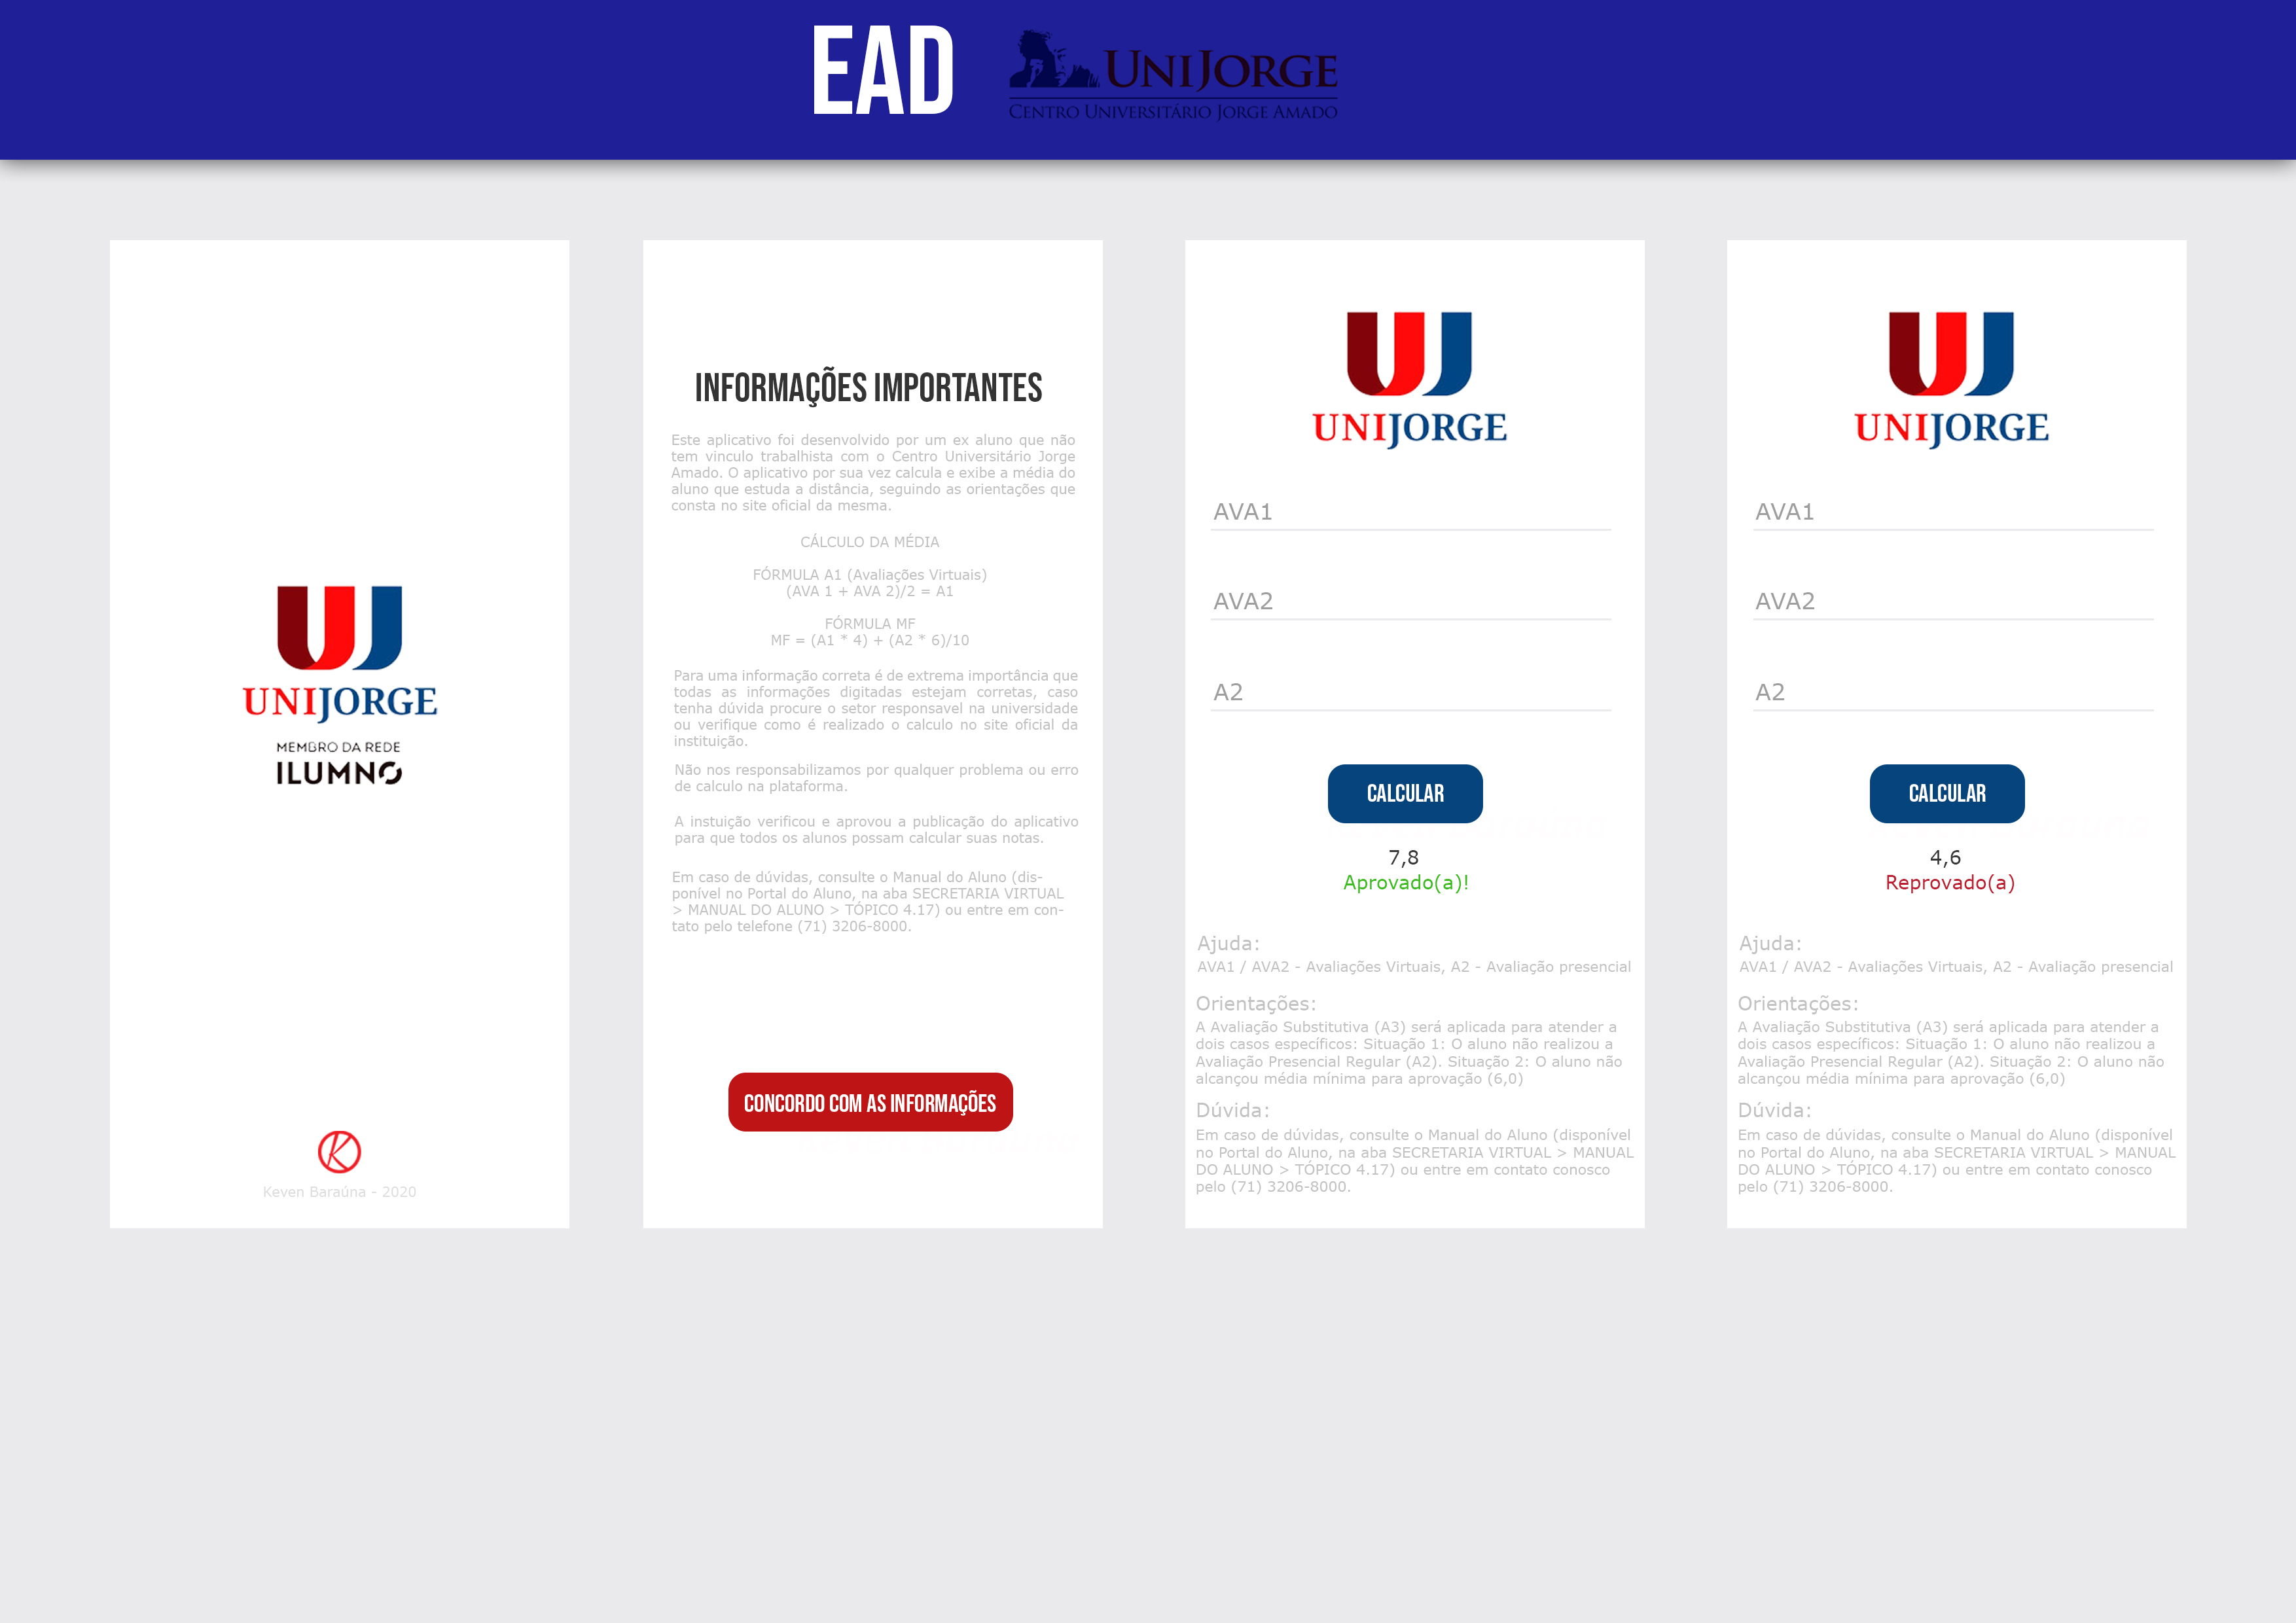 EAD
UNIJORGE
CENTRO UNIVERSITÁRIO JORGE AMADO
UNIJORGE
MEMBRO DA REDE
ILUMNO
K
Keven Baraúna - 2020
INFORMAÇÕES IMPORTANTES
Este aplicativo foi desenvolvido por um ex aluno que não
tem vinculo trabalhista com o Centro Universitário Jorge
Amado. O aplicativo por sua vez calcula e exibe a média do
aluno que estuda a distância, seguindo as orientações que
consta no site oficial da mesma.
CÁLCULO DA MÉDIA
FÓRMULA A1 (Avaliações Virtuais)
(AVA 1 + AVA 2)/2 = A1
FÓRMULA MF
MF = (A1 * 4) + (A2 * 6)/10
Para uma informação correta é de extrema importância que
todas as informações digitadas estejam corretas, caso
tenha dúvida procure o setor responsavel na universidade
ou verifique como é realizado o calculo no site oficial da
instituição.
Não nos responsabilizamos por qualquer problema ou erro
de calculo na plataforma.
A instuição verificou e aprovou a publicação do aplicativo
para que todos os alunos possam calcular suas notas.
Em caso de dúvidas, consulte o Manual do Aluno (dis-
ponível no Portal do Aluno, na aba SECRETARIA VIRTUAL
> MANUAL DO ALUNO > TÓPICO 4.17) ou entre em con-
tato pelo telefone (71) 3206-8000.
CONCORDO COM AS INFORMAÇÕES
UNIJORGE
AVA1
AVA2
A2
CALCULAR
7,8
Aprovado(a)!
Ajuda:
AVA1 / AVA2 - Avaliações Virtuais, A2 - Avaliação presencial
Orientações:
A Avaliação Substitutiva (A3) será aplicada para atender a
dois casos específicos: Situação 1: O aluno não realizou a
Avaliação Presencial Regular (A2). Situação 2: O aluno não
alcançou média mínima para aprovação (6,0)
Dúvida:
Em caso de dúvidas, consulte o Manual do Aluno (disponível
no Portal do Aluno, na aba SECRETARIA VIRTUAL > MANUAL
DO ALUNO > TÓPICO 4.17) ou entre em contato conosco
pelo (71) 3206-8000.
UNIJORGE
AVA1
AVA2
A2
CALCULAR
4,6
Reprovado(a)
Ajuda:
AVA1 / AVA2 - Avaliações Virtuais, A2 - Avaliação presencial
Orientações:
A Avaliação Substitutiva (A3) será aplicada para atender a
dois casos específicos: Situação 1: O aluno não realizou a
Avaliação Presencial Regular (A2). Situação 2: O aluno não
alcançou média mínima para aprovação (6,0)
Dúvida:
Em caso de dúvidas, consulte o Manual do Aluno (disponível
no Portal do Aluno, na aba SECRETARIA VIRTUAL > MANUAL
DO ALUNO > TÓPICO 4.17) ou entre em contato conosco
pelo (71) 3206-8000.